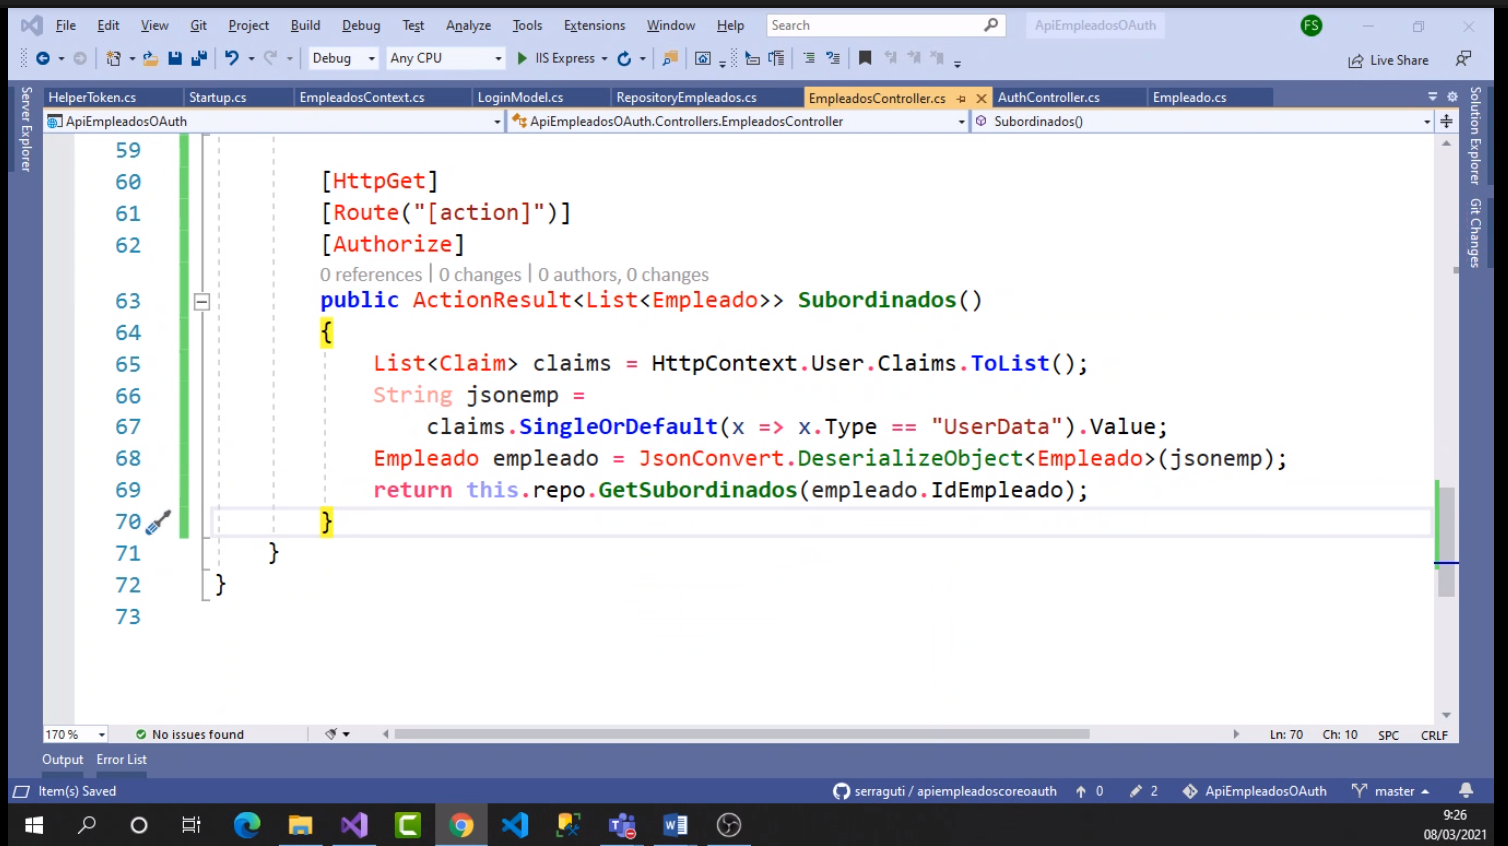 File Edit View Git Project Build Debug Test Analyze Tools Extensions Window Help Search ApiEmpleadosOAuth FS
Debug Any CPU IIS Express Live Share
HelperToken.cs Startup.cs EmpleadosContext.cs LoginModel.cs RepositoryEmpleados.cs EmpleadosController.cs AuthController.cs Empleado.cs
ApiEmpleadosOAuth ApiEmpleadosOAuth.Controllers.EmpleadosController Subordinados()
Server Explorer
Solution Explorer
Git Changes
59
60 [HttpGet]
61 [Route("[action]")]
62 [Authorize]
0 references | 0 changes | 0 authors, 0 changes
63 public ActionResult<List<Empleado>> Subordinados()
64 {
65 List<Claim> claims = HttpContext.User.Claims.ToList();
66 String jsonemp =
67 claims.SingleOrDefault(x => x.Type == "UserData").Value;
68 Empleado empleado = JsonConvert.DeserializeObject<Empleado>(jsonemp);
69 return this.repo.GetSubordinados(empleado.IdEmpleado);
70 }
71 }
72 }
73
170 % No issues found Ln: 70 Ch: 10 SPC CRLF
Output Error List
Item(s) Saved serraguti / apiempleadoscoreoauth 0 2 ApiEmpleadosOAuth master
9:26
08/03/2021